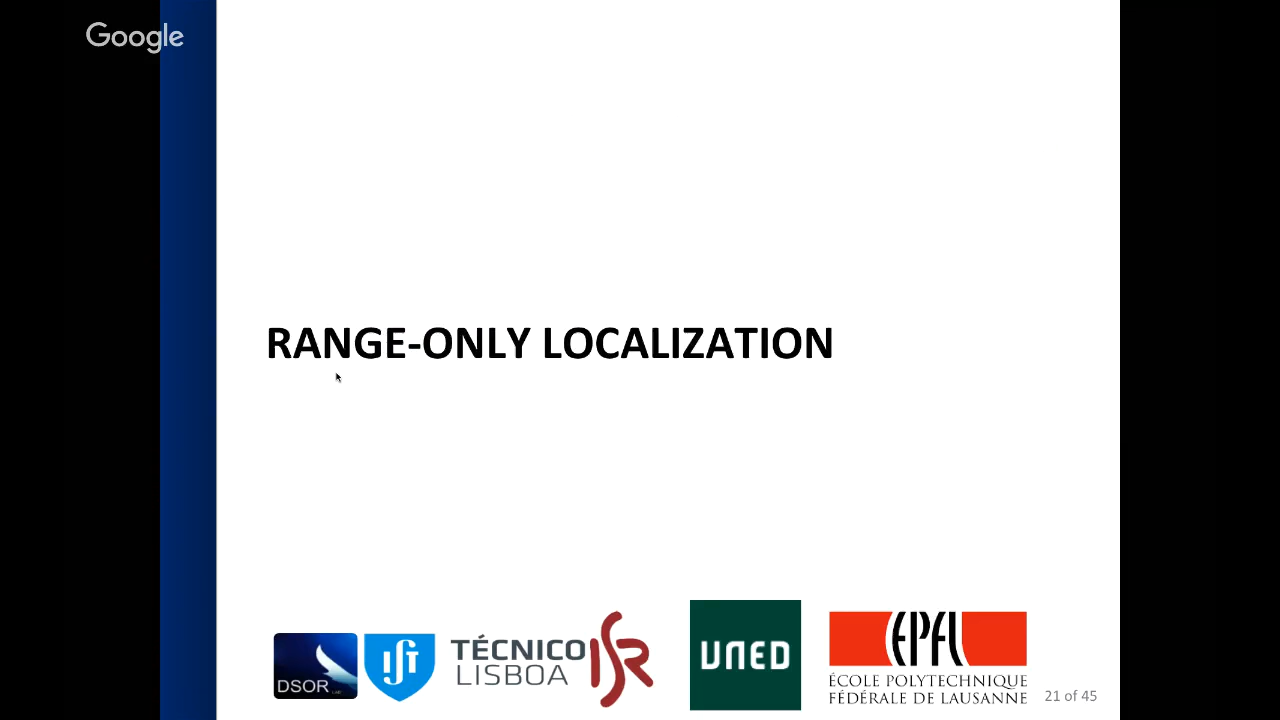 Google
RANGE-ONLY LOCALIZATION
DSOR LAB
IST
TÉCNICO
LISBOA
ISR
UNED
EPFL
ÉCOLE POLYTECHNIQUE
FÉDÉRALE DE LAUSANNE
21 of 45